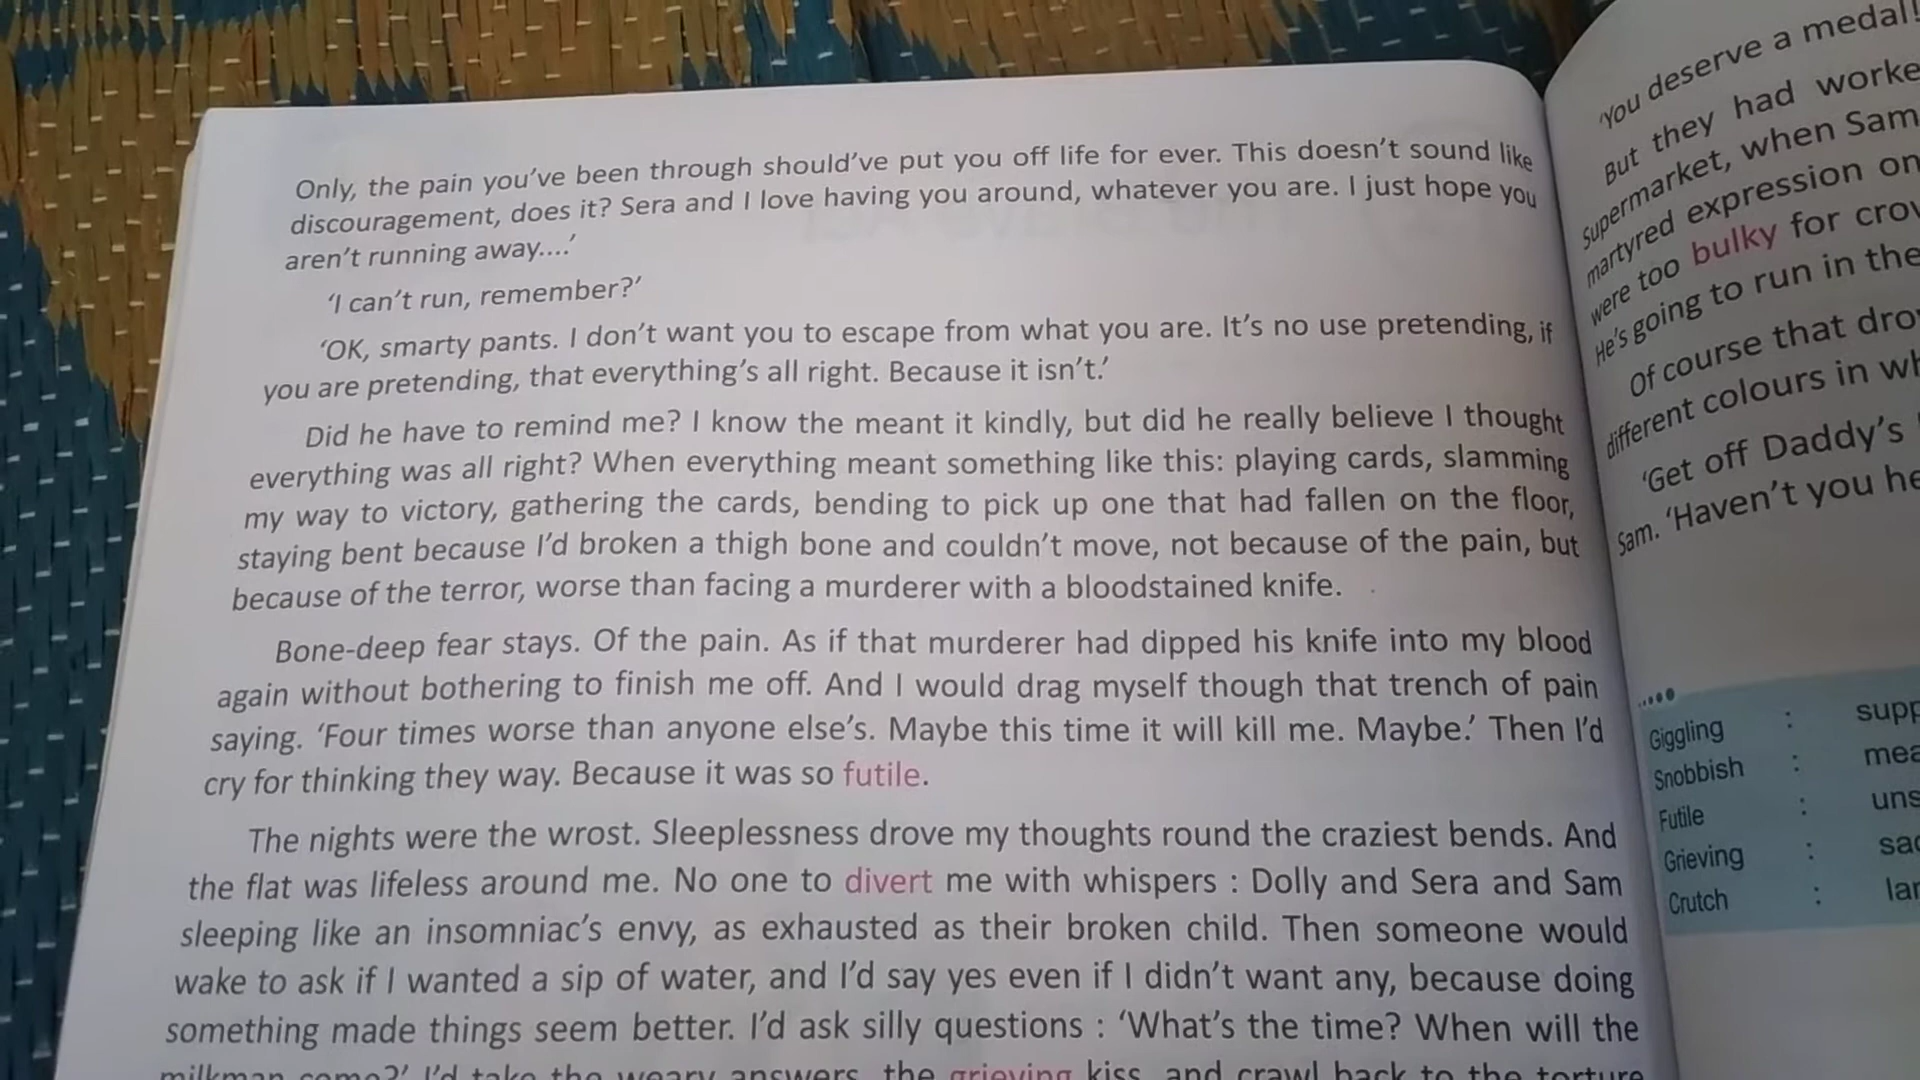 Only, the pain you've been through should've put you off life for ever. This doesn't sound like
discouragement, does it? Sera and I love having you around, whatever you are. I just hope you
aren't running away....'
'I can't run, remember?'
'OK, smarty pants. I don't want you to escape from what you are. It's no use pretending, if
you are pretending, that everything's all right. Because it isn't.'
Did he have to remind me? I know the meant it kindly, but did he really believe I thought
everything was all right? When everything meant something like this: playing cards, slamming
my way to victory, gathering the cards, bending to pick up one that had fallen on the floor,
staying bent because I'd broken a thigh bone and couldn't move, not because of the pain, but
because of the terror, worse than facing a murderer with a bloodstained knife.
Bone-deep fear stays. Of the pain. As if that murderer had dipped his knife into my blood
again without bothering to finish me off. And I would drag myself though that trench of pain
saying. 'Four times worse than anyone else's. Maybe this time it will kill me. Maybe.' Then I'd
cry for thinking they way. Because it was so futile.
The nights were the wrost. Sleeplessness drove my thoughts round the craziest bends. And
the flat was lifeless around me. No one to divert me with whispers : Dolly and Sera and Sam
sleeping like an insomniac's envy, as exhausted as their broken child. Then someone would
wake to ask if I wanted a sip of water, and I'd say yes even if I didn't want any, because doing
something made things seem better. I'd ask silly questions : 'What's the time? When will the
milkman come?' I'd take the weary answers, the grieving kiss, and crawl back to the torture
'You deserve a medal!
But they had worke
supermarket, when Sam
martyred expression on
were too bulky for crow
He's going to run in the
Of course that dro
different colours in wh
'Get off Daddy's
Sam. 'Haven't you he
Giggling : supp
Snobbish : mea
Futile : uns
Grieving : sad
Crutch : lar